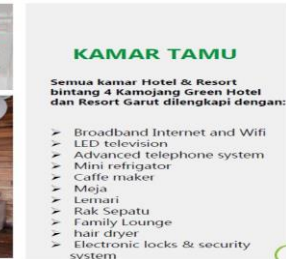 KAMAR TAMU
Semua kamar Hotel & Resort
bintang 4 Kamojang Green Hotel
dan Resort Garut dilengkapi dengan:
➢ Broadband Internet and Wifi
➢ LED television
➢ Advanced telephone system
➢ Mini refrigator
➢ Caffe maker
➢ Meja
➢ Lemari
➢ Rak Sepatu
➢ Family Lounge
➢ hair dryer
➢ Electronic locks & security
system